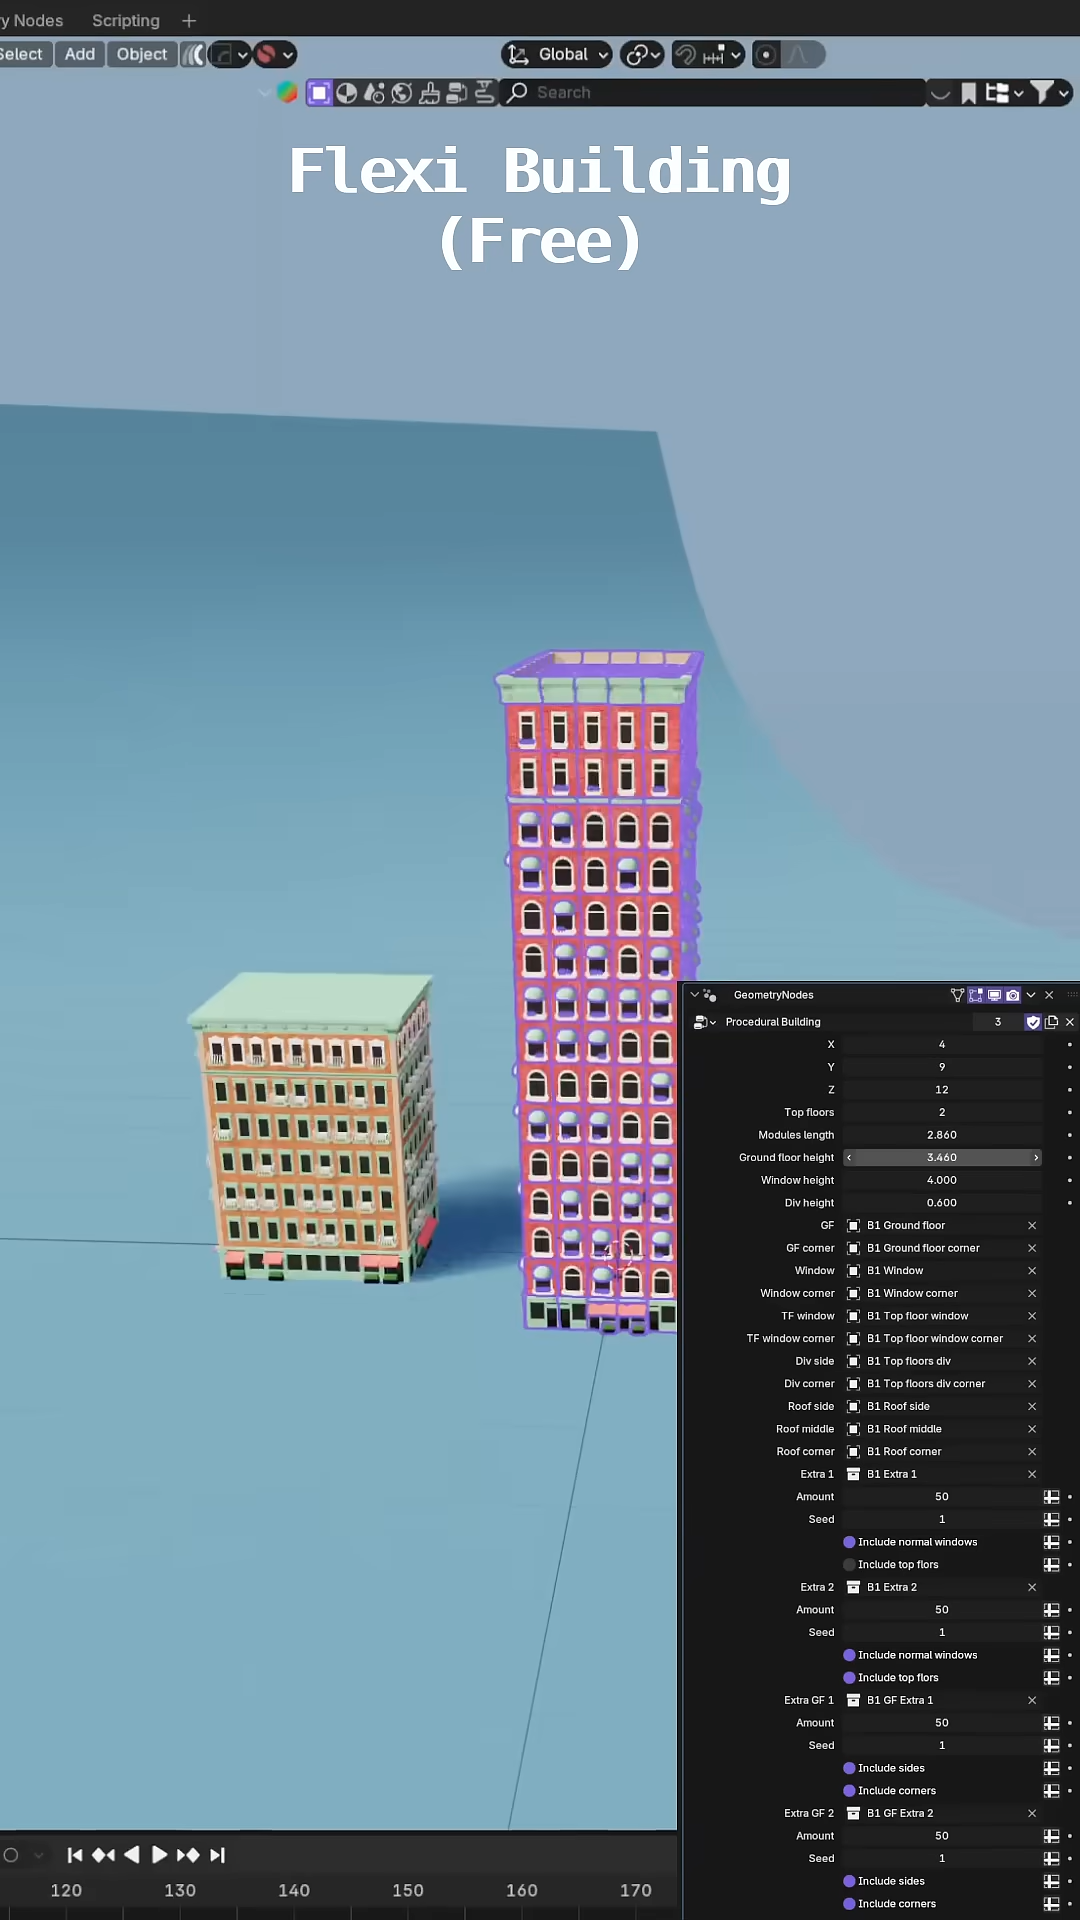 y Nodes Scripting +
Select Add Object Global
Search
Flexi Building
(Free)
GeometryNodes
Procedural Building 3
X 4
Y 9
Z 12
Top floors 2
Modules length 2.860
Ground floor height 3.460
Window height 4.000
Div height 0.600
GF B1 Ground floor
GF corner B1 Ground floor corner
Window B1 Window
Window corner B1 Window corner
TF window B1 Top floor window
TF window corner B1 Top floor window corner
Div side B1 Top floors div
Div corner B1 Top floors div corner
Roof side B1 Roof side
Roof middle B1 Roof middle
Roof corner B1 Roof corner
Extra 1 B1 Extra 1
Amount 50
Seed 1
Include normal windows
Include top flors
Extra 2 B1 Extra 2
Amount 50
Seed 1
Include normal windows
Include top flors
Extra GF 1 B1 GF Extra 1
Amount 50
Seed 1
Include sides
Include corners
Extra GF 2 B1 GF Extra 2
Amount 50
Seed 1
Include sides
Include corners
120 130 140 150 160 170